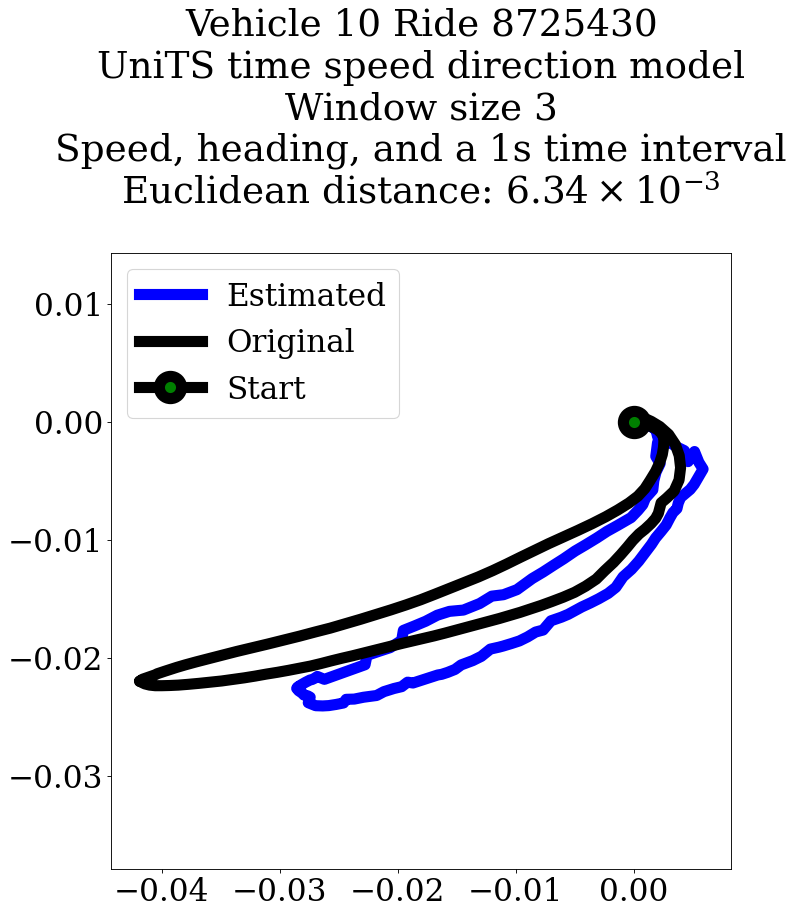 Vehicle 10 Ride 8725430
UniTS time speed direction model
Window size 3
Speed, heading, and a 1s time interval
Euclidean distance: 6.34 × 10⁻³
Estimated
Original
Start
0.01
0.00
−0.01
−0.02
−0.03
−0.04 −0.03 −0.02 −0.01 0.00